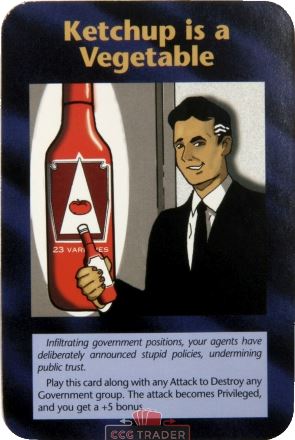 Ketchup is a
Vegetable
23 VAR
ES
Infiltrating government positions, your agents have
deliberately announced stupid policies, undermining
public trust.
Play this card along with any Attack to Destroy any
Government group. The attack becomes Privileged,
and you get a +5 bonus.
CCG TRADER